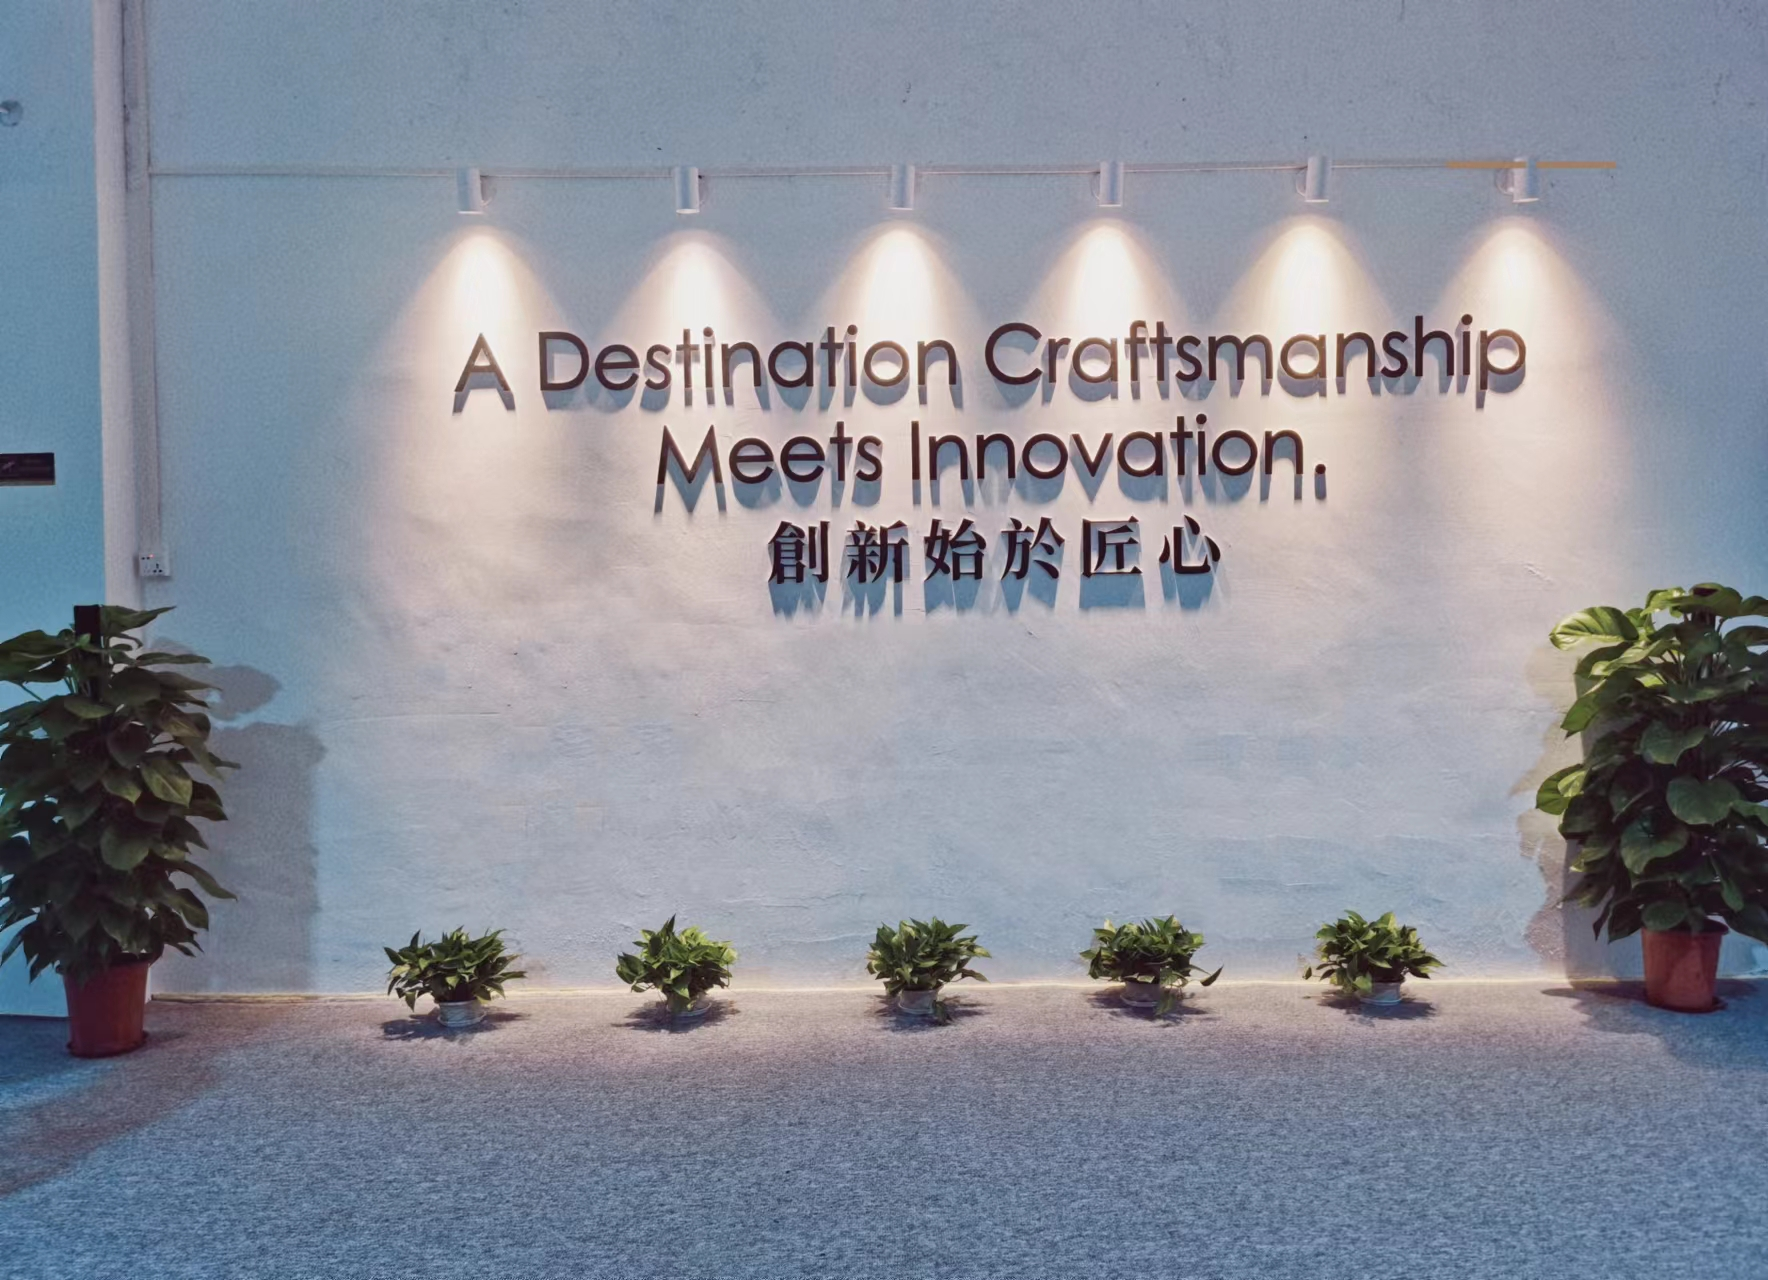 A Destination Craftsmanship
Meets Innovation.
創新始於匠心